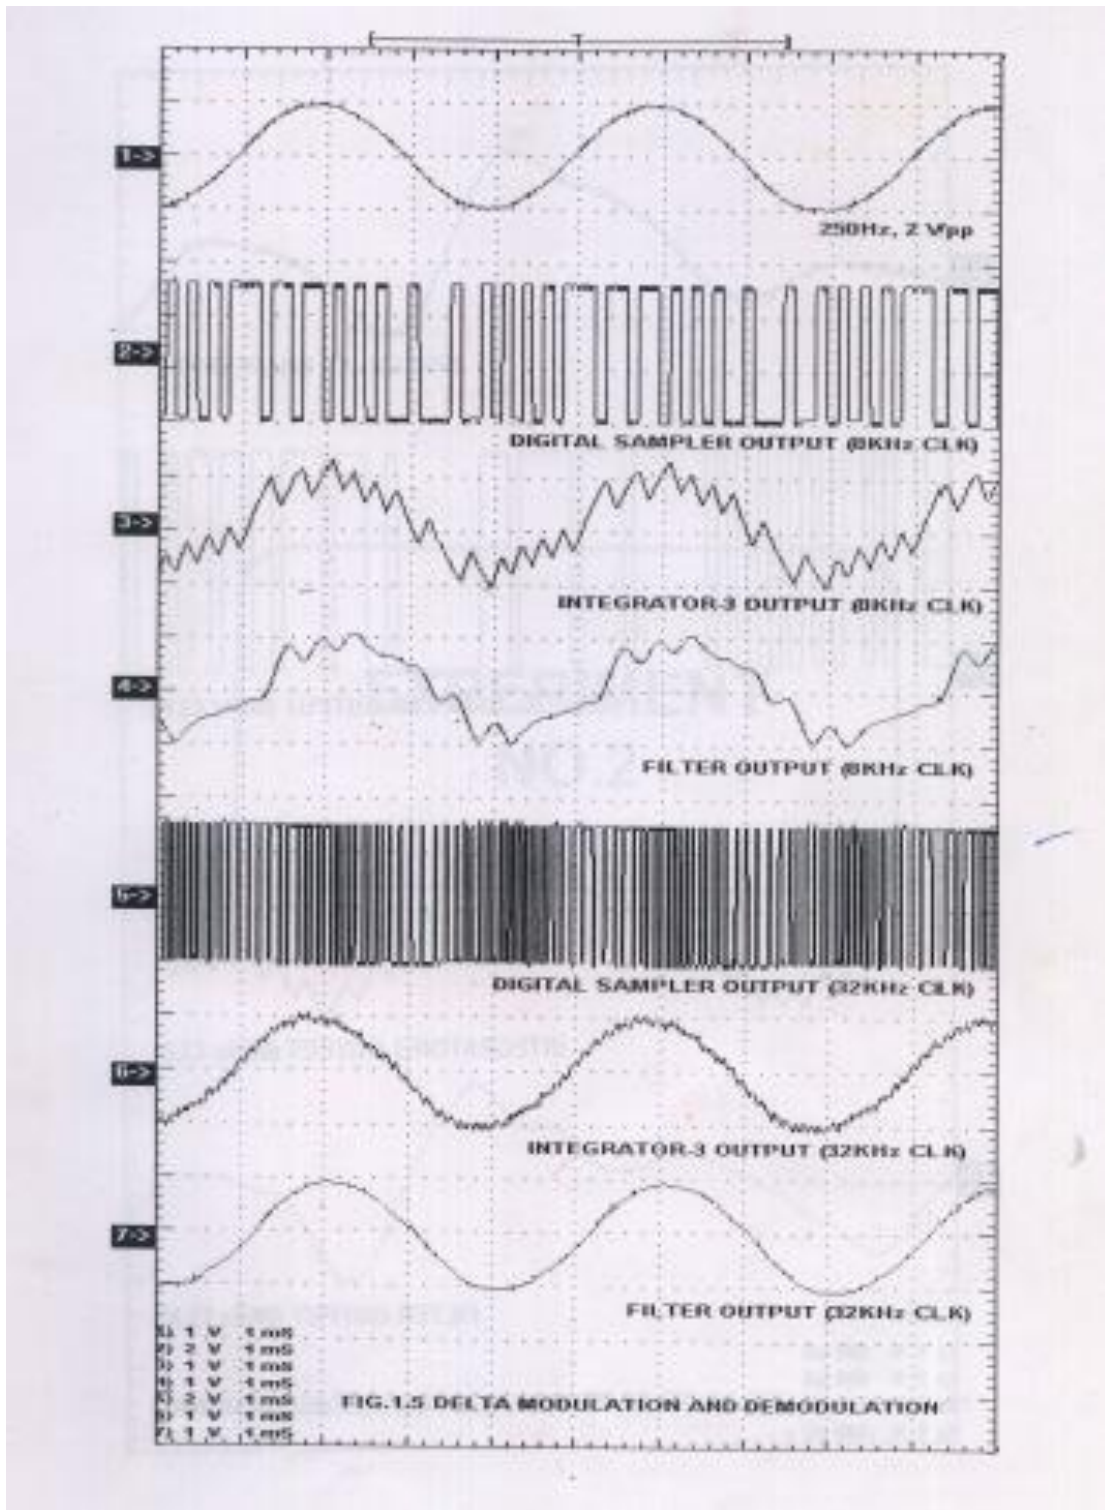 1->
250Hz, 2 Vpp
2->
DIGITAL SAMPLER OUTPUT (8KHz CLK)
3->
INTEGRATOR-3 OUTPUT (8KHz CLK)
4->
FILTER OUTPUT (8KHz CLK)
NO.2
5->
DIGITAL SAMPLER OUTPUT (32KHz CLK)
6->
INTEGRATOR-3 OUTPUT (32KHz CLK)
7->
FILTER OUTPUT (32KHz CLK)
1) 1 V 1 mS
2) 2 V 1 mS
3) 1 V 1 mS
4) 1 V 1 mS
5) 2 V 1 mS
6) 1 V 1 mS
7) 1 V 1 mS
FIG.1.5 DELTA MODULATION AND DEMODULATION